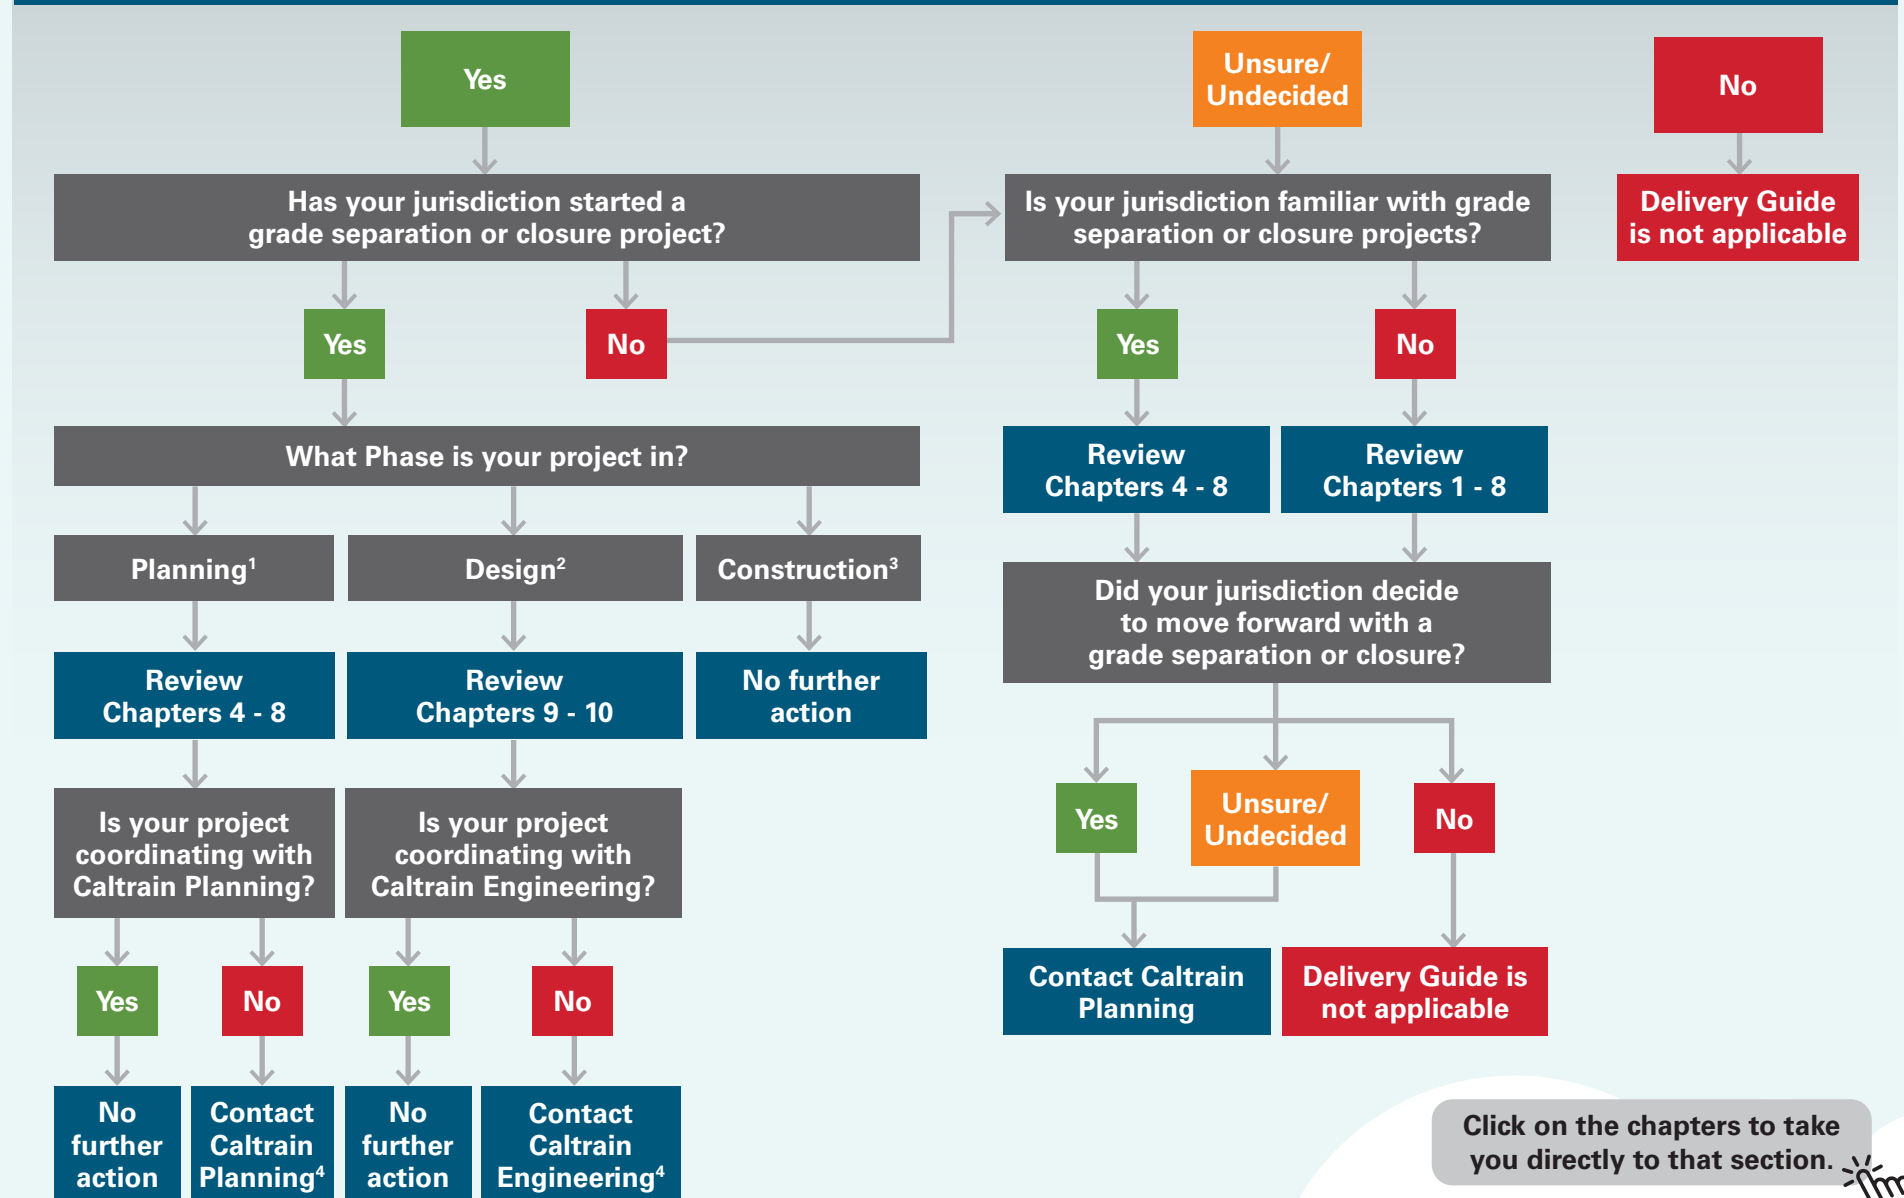 Yes
Unsure/
Undecided
No
Has your jurisdiction started a
grade separation or closure project?
Is your jurisdiction familiar with grade
separation or closure projects?
Delivery Guide
is not applicable
Yes
No
Yes
No
What Phase is your project in?
Review
Chapters 4 - 8
Review
Chapters 1 - 8
Planning¹
Design²
Construction³
Did your jurisdiction decide
to move forward with a
grade separation or closure?
Review
Chapters 4 - 8
Review
Chapters 9 - 10
No further
action
Yes
Unsure/
Undecided
No
Is your project
coordinating with
Caltrain Planning?
Is your project
coordinating with
Caltrain Engineering?
Contact Caltrain
Planning
Delivery Guide is
not applicable
Yes
No
Yes
No
No
further
action
Contact
Caltrain
Planning⁴
No
further
action
Contact
Caltrain
Engineering⁴
Click on the chapters to take
you directly to that section.